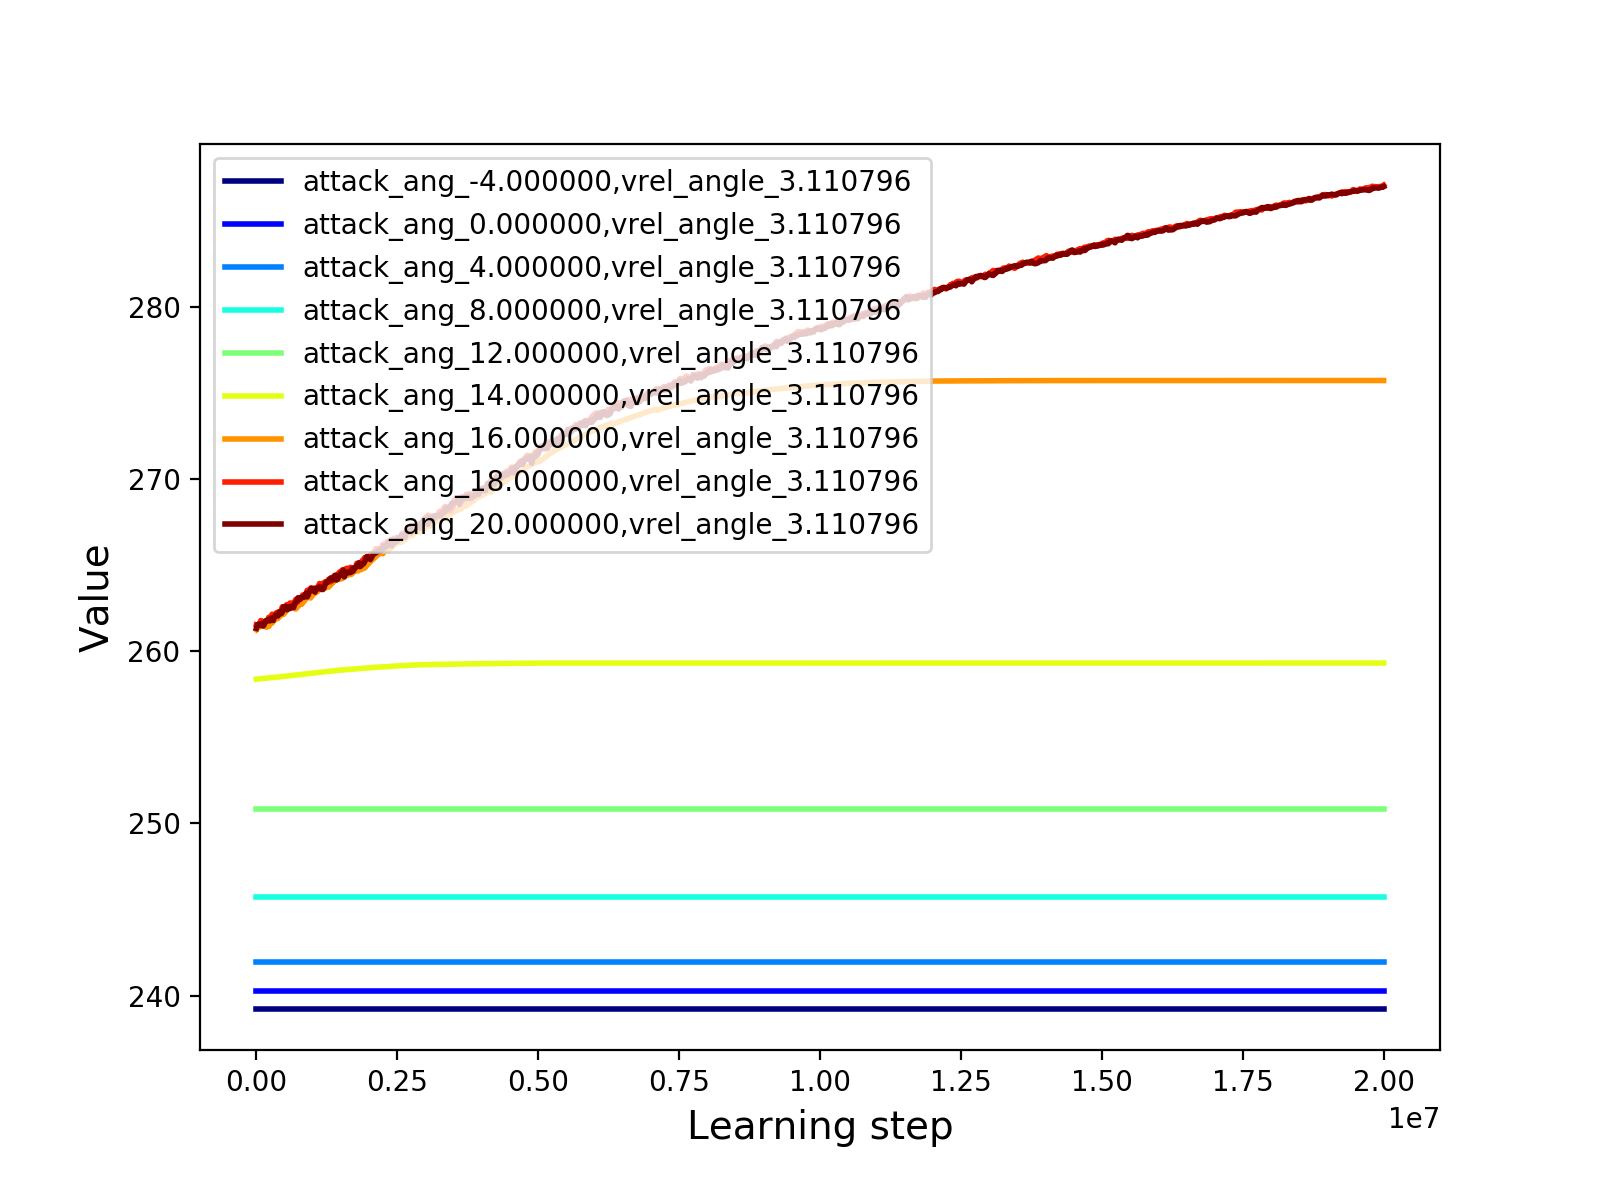 attack_ang_-4.000000,vrel_angle_3.110796
attack_ang_0.000000,vrel_angle_3.110796
attack_ang_4.000000,vrel_angle_3.110796
attack_ang_8.000000,vrel_angle_3.110796
attack_ang_12.000000,vrel_angle_3.110796
attack_ang_14.000000,vrel_angle_3.110796
attack_ang_16.000000,vrel_angle_3.110796
attack_ang_18.000000,vrel_angle_3.110796
attack_ang_20.000000,vrel_angle_3.110796
280
270
260
250
240
Value
0.00 0.25 0.50 0.75 1.00 1.25 1.50 1.75 2.00
1e7
Learning step